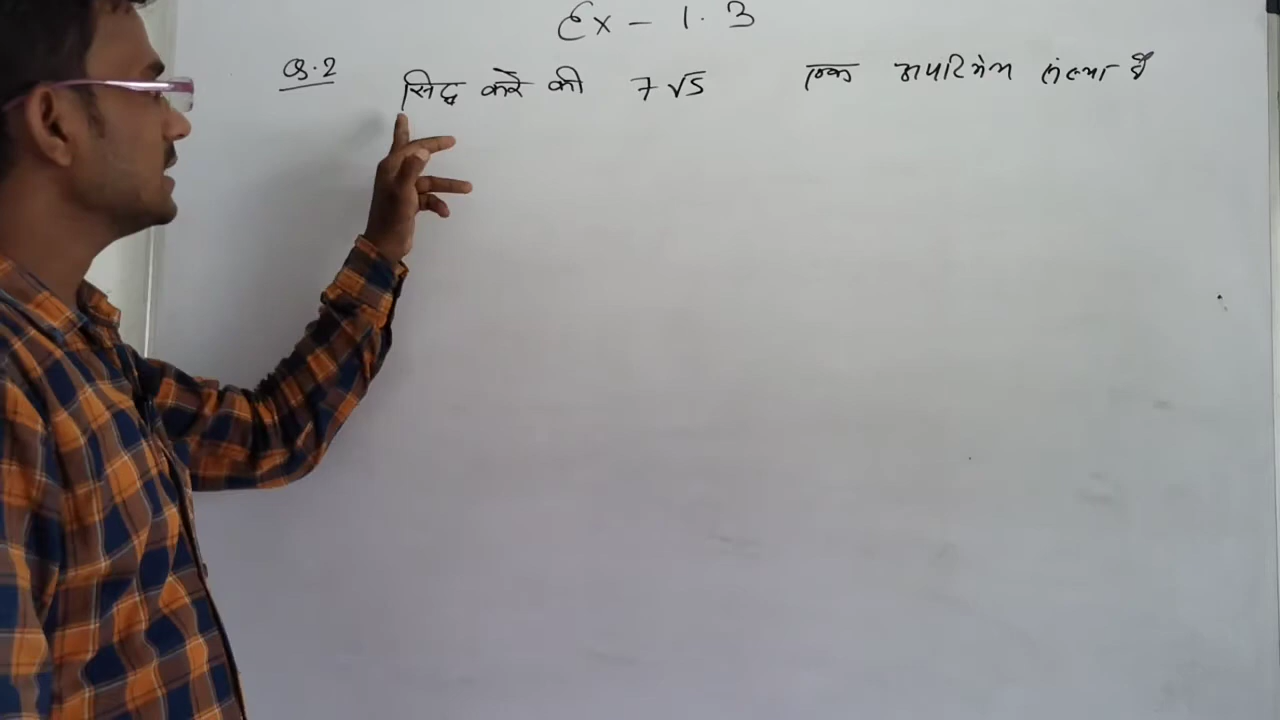 Ex - 1.3
Q.2 सिद्ध करे की 7√5 एक अपरिमेय संख्या है